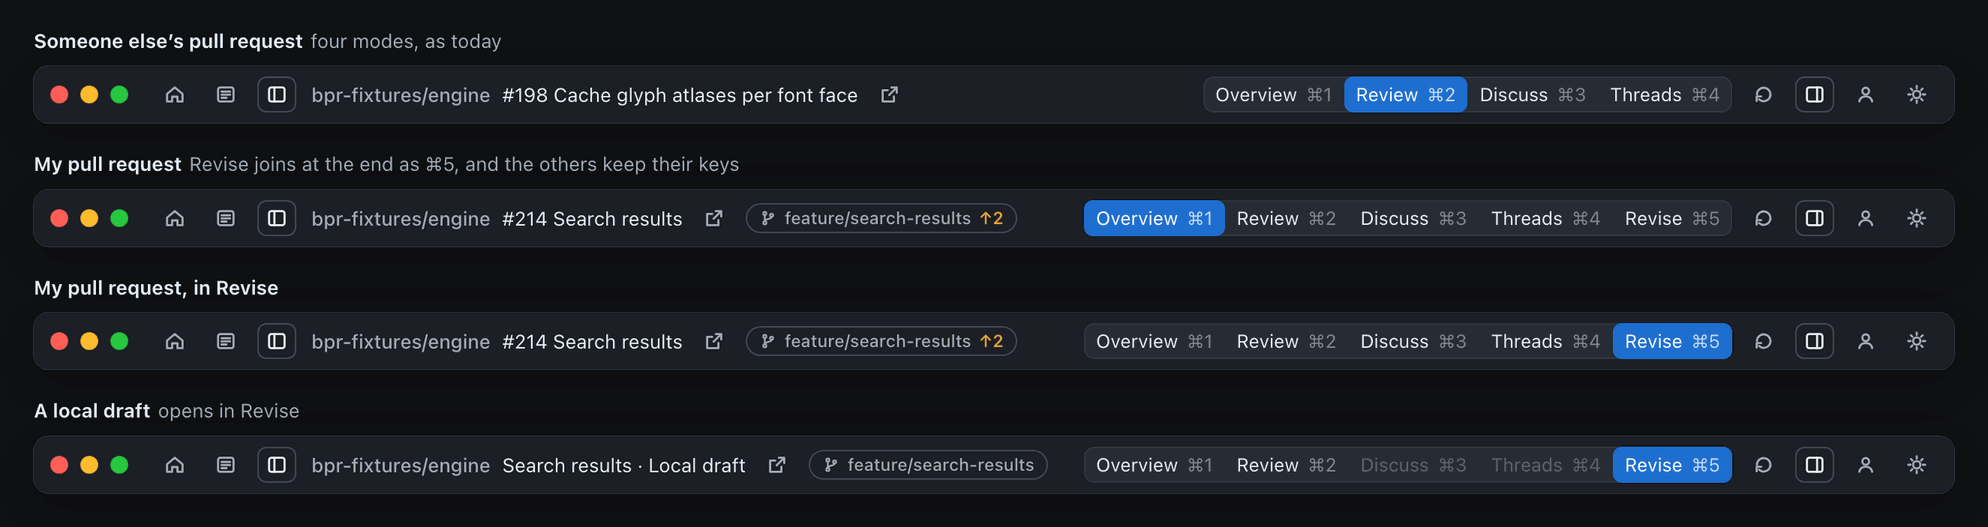 Someone else’s pull request four modes, as today
bpr-fixtures/engine #198 Cache glyph atlases per font face Overview ⌘1 Review ⌘2 Discuss ⌘3 Threads ⌘4
My pull request Revise joins at the end as ⌘5, and the others keep their keys
bpr-fixtures/engine #214 Search results feature/search-results ↑2 Overview ⌘1 Review ⌘2 Discuss ⌘3 Threads ⌘4 Revise ⌘5
My pull request, in Revise
bpr-fixtures/engine #214 Search results feature/search-results ↑2 Overview ⌘1 Review ⌘2 Discuss ⌘3 Threads ⌘4 Revise ⌘5
A local draft opens in Revise
bpr-fixtures/engine Search results · Local draft feature/search-results Overview ⌘1 Review ⌘2 Discuss ⌘3 Threads ⌘4 Revise ⌘5